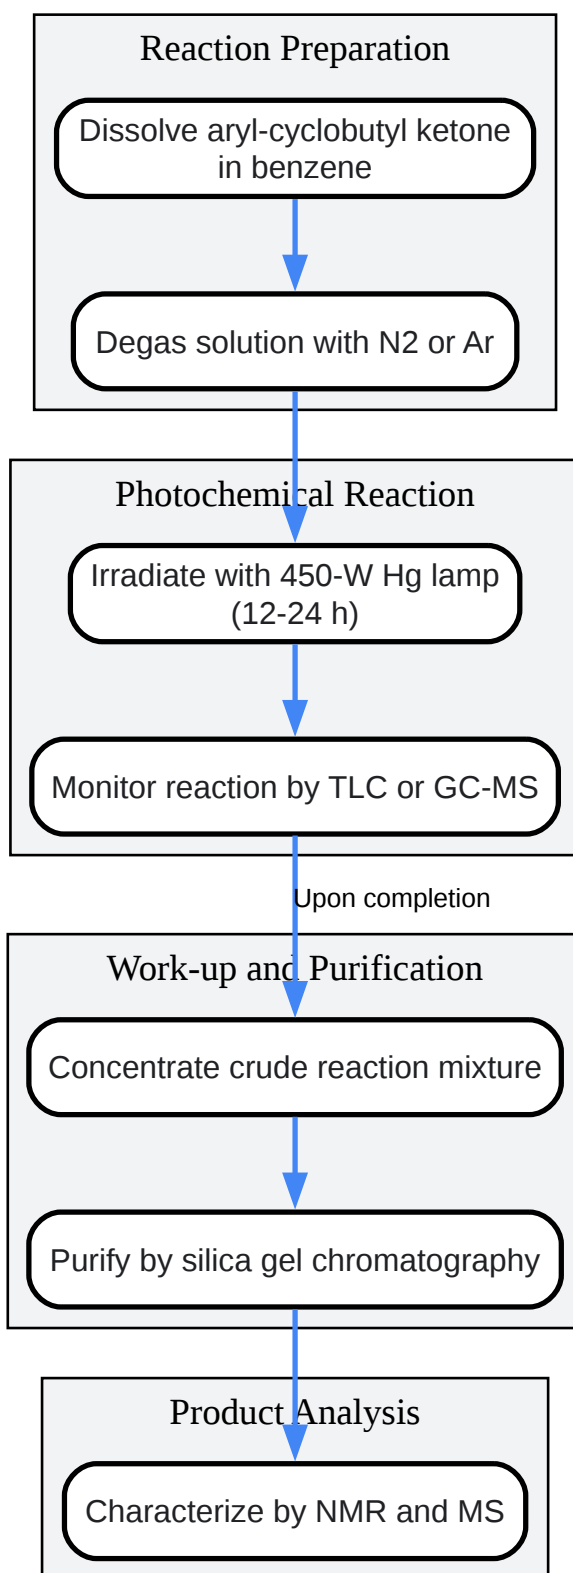 Reaction Preparation
Dissolve aryl-cyclobutyl ketone
in benzene
Degas solution with N2 or Ar
Photochemical Reaction
Irradiate with 450-W Hg lamp
(12-24 h)
Monitor reaction by TLC or GC-MS
Upon completion
Work-up and Purification
Concentrate crude reaction mixture
Purify by silica gel chromatography
Product Analysis
Characterize by NMR and MS